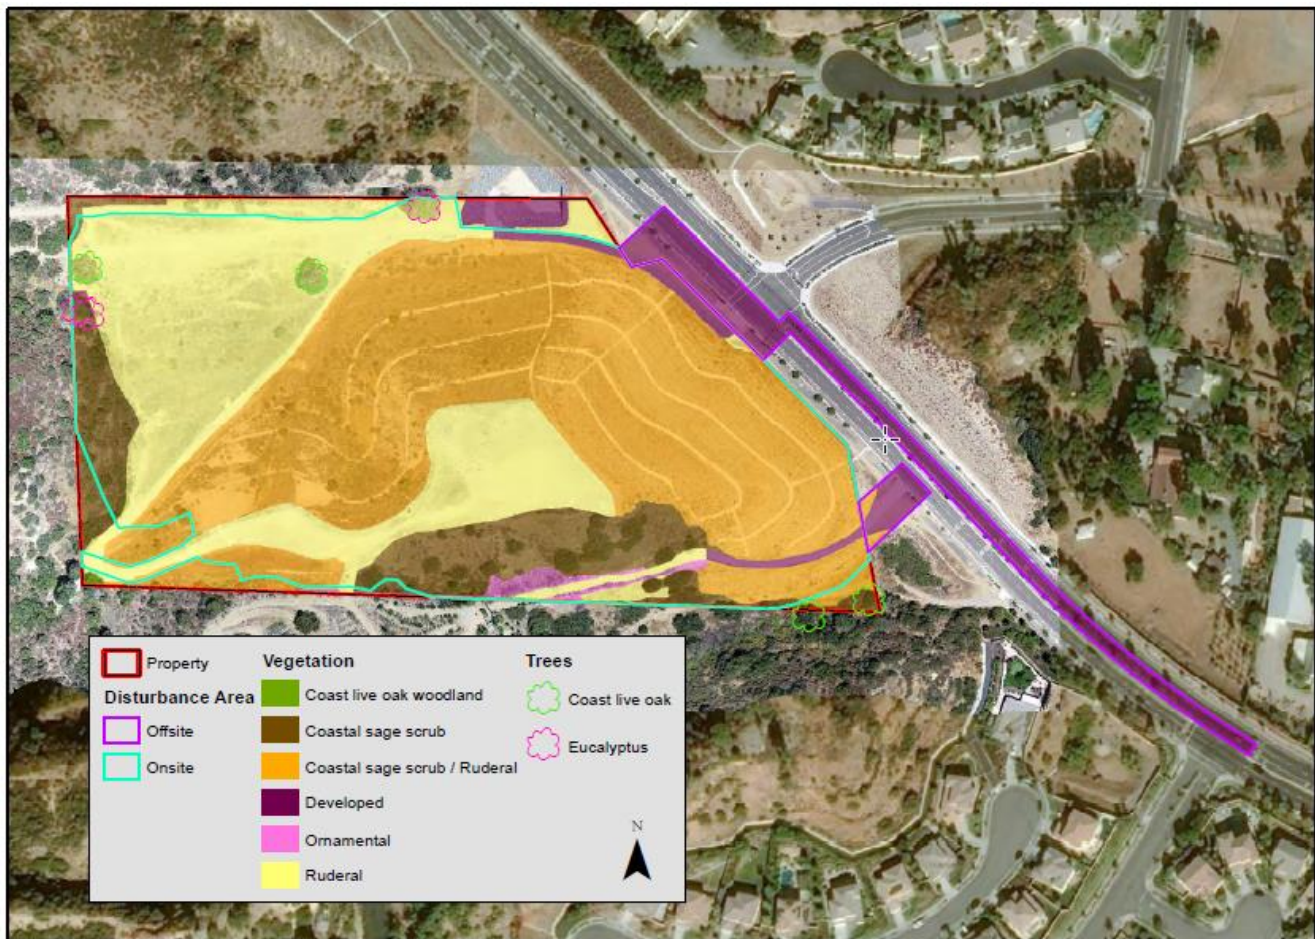 Property
Disturbance Area
Offsite
Onsite
Vegetation
Coast live oak woodland
Coastal sage scrub
Coastal sage scrub / Ruderal
Developed
Ornamental
Ruderal
Trees
Coast live oak
Eucalyptus
N